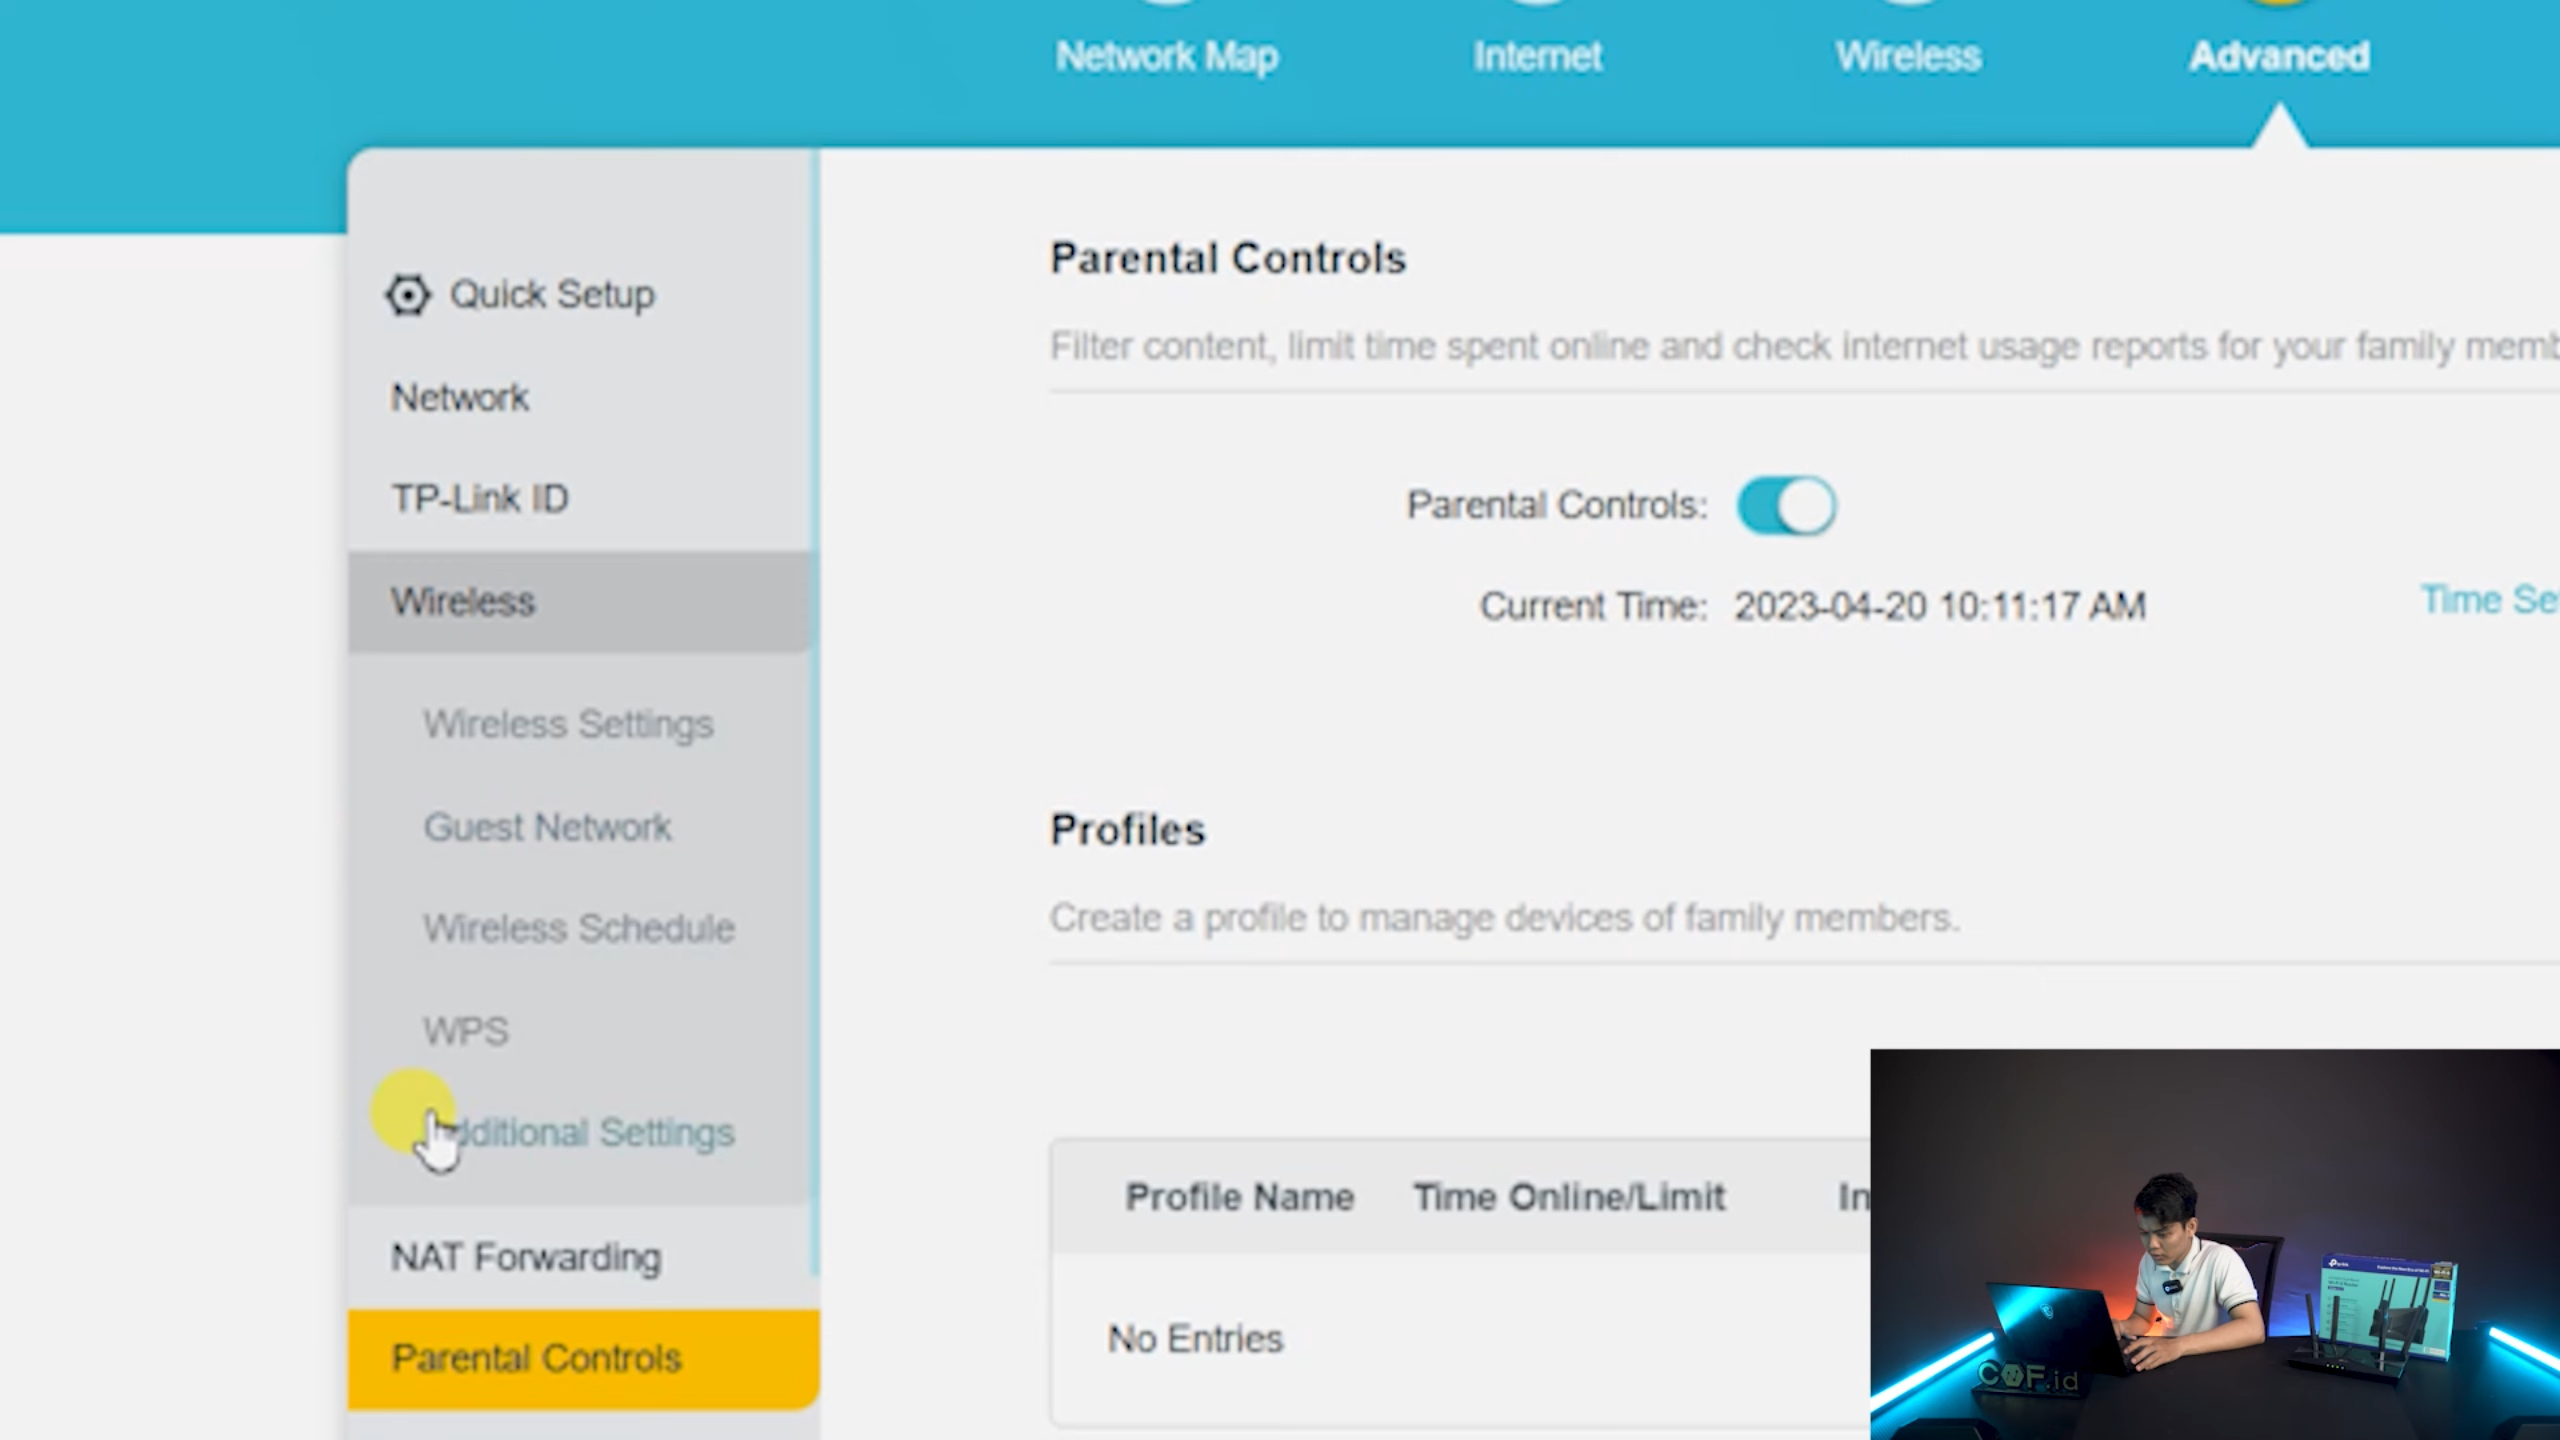 Network Map
Internet
Wireless
Advanced
Quick Setup
Network
TP-Link ID
Wireless
Wireless Settings
Guest Network
Wireless Schedule
WPS
dditional Settings
NAT Forwarding
Parental Controls
Parental Controls
Filter content, limit time spent online and check internet usage reports for your family memb
Parental Controls:
Current Time: 2023-04-20 10:11:17 AM
Time Se
Profiles
Create a profile to manage devices of family members.
Profile Name Time Online/Limit In
No Entries
COF.id